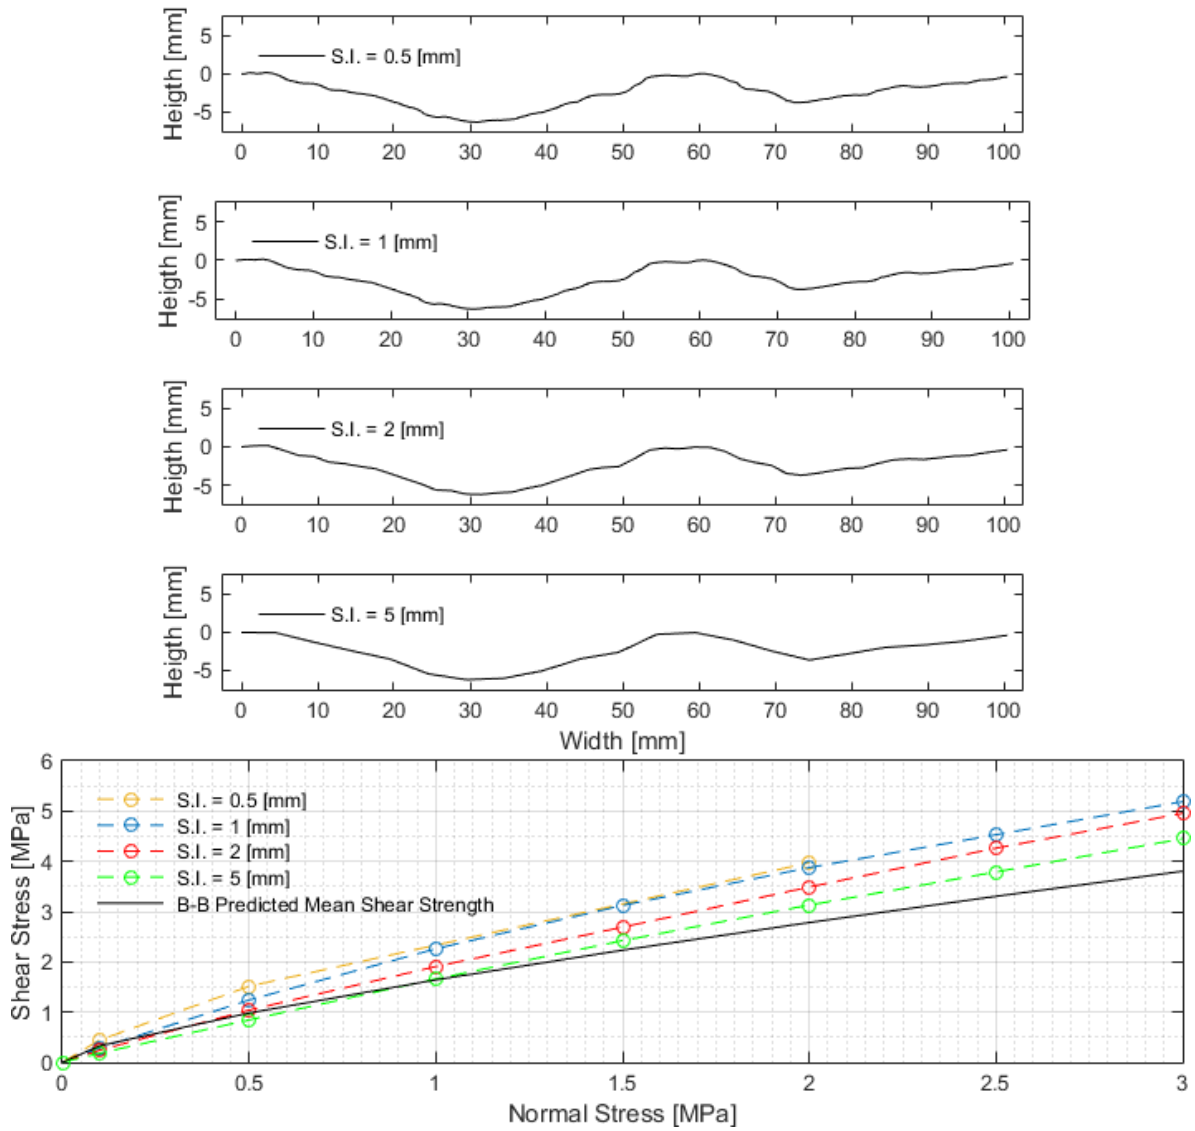 Heigth [mm]
5
0
-5
S.I. = 0.5 [mm]
0 10 20 30 40 50 60 70 80 90 100
Heigth [mm]
5
0
-5
S.I. = 1 [mm]
0 10 20 30 40 50 60 70 80 90 100
Heigth [mm]
5
0
-5
S.I. = 2 [mm]
0 10 20 30 40 50 60 70 80 90 100
Heigth [mm]
5
0
-5
S.I. = 5 [mm]
0 10 20 30 40 50 60 70 80 90 100
Width [mm]
Shear Stress [MPa]
6
5
4
3
2
1
0
S.I. = 0.5 [mm]
S.I. = 1 [mm]
S.I. = 2 [mm]
S.I. = 5 [mm]
B-B Predicted Mean Shear Strength
0 0.5 1 1.5 2 2.5 3
Normal Stress [MPa]